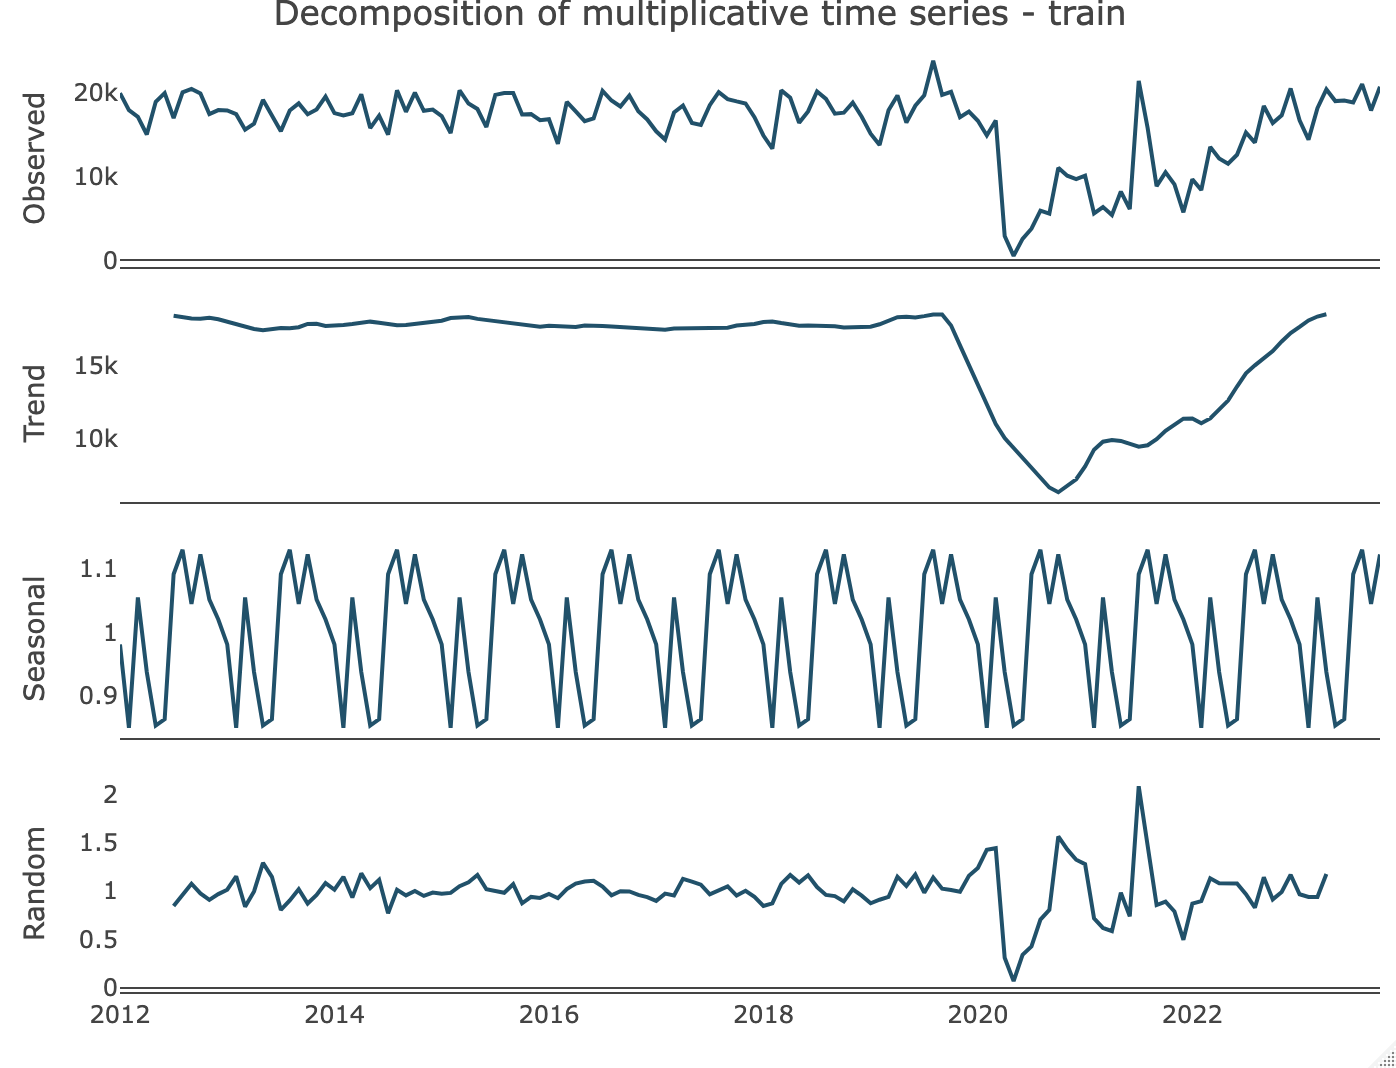 Decomposition of multiplicative time series - train
Observed
20k
10k
0
Trend
15k
10k
Seasonal
1.1
1
0.9
Random
2
1.5
1
0.5
0
2012 2014 2016 2018 2020 2022